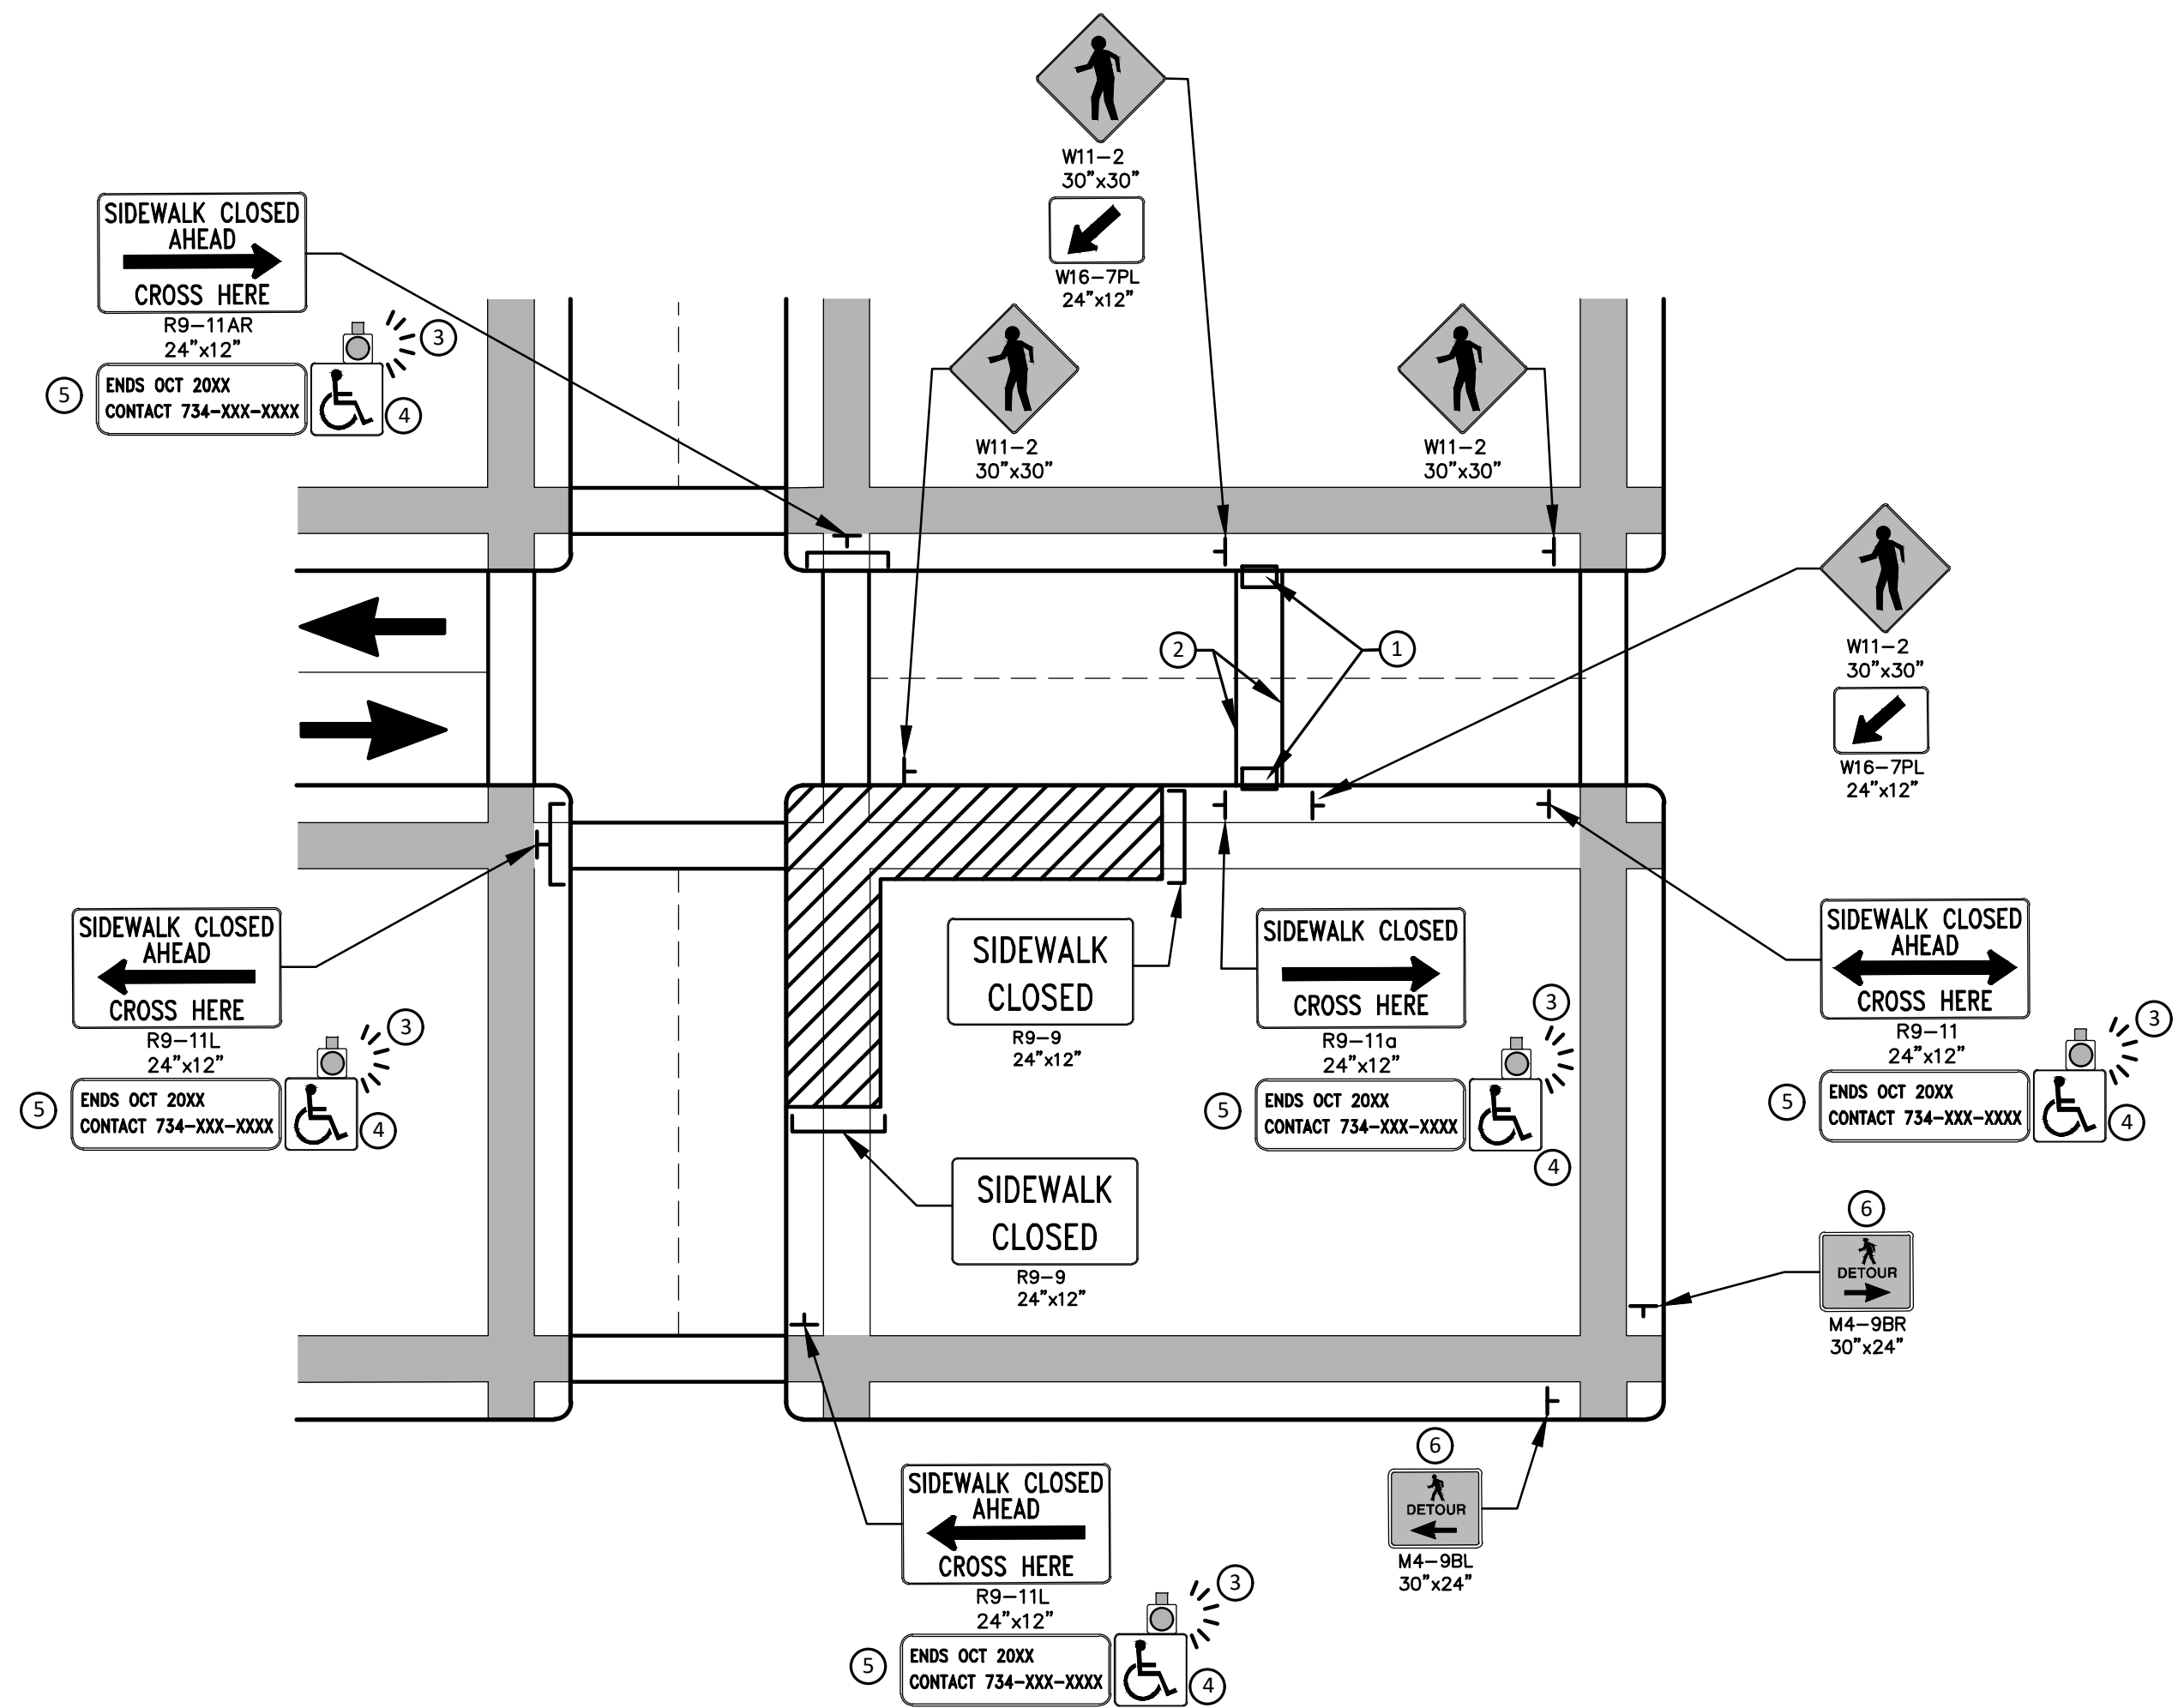 W11-2
30"x30"
W16-7PL
24"x12"
SIDEWALK CLOSED
AHEAD
CROSS HERE
R9-11AR
24"x12"
3
5
ENDS OCT 20XX
CONTACT 734-XXX-XXXX
4
W11-2
30"x30"
W11-2
30"x30"
2
1
W11-2
30"x30"
W16-7PL
24"x12"
SIDEWALK CLOSED
AHEAD
CROSS HERE
R9-11L
24"x12"
3
5
ENDS OCT 20XX
CONTACT 734-XXX-XXXX
4
SIDEWALK
CLOSED
R9-9
24"x12"
SIDEWALK CLOSED
CROSS HERE
R9-11a
24"x12"
3
5
ENDS OCT 20XX
CONTACT 734-XXX-XXXX
4
SIDEWALK CLOSED
AHEAD
CROSS HERE
R9-11
24"x12"
3
5
ENDS OCT 20XX
CONTACT 734-XXX-XXXX
4
SIDEWALK
CLOSED
R9-9
24"x12"
6
DETOUR
M4-9BR
30"x24"
6
DETOUR
M4-9BL
30"x24"
SIDEWALK CLOSED
AHEAD
CROSS HERE
R9-11L
24"x12"
3
5
ENDS OCT 20XX
CONTACT 734-XXX-XXXX
4